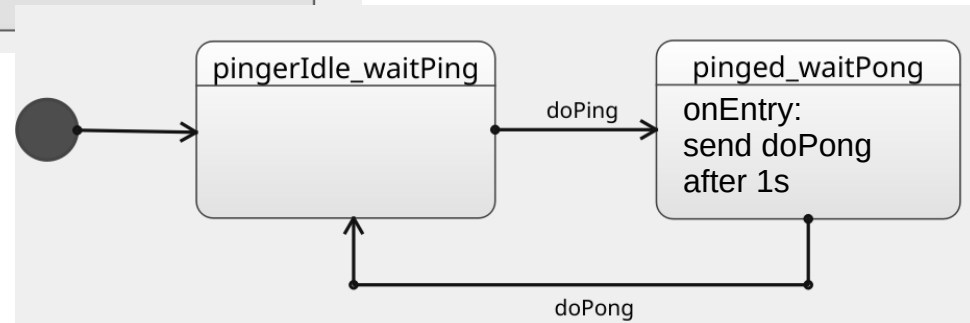 pingerIdle_waitPing
pinged_waitPong
doPing
onEntry:
send doPong
after 1s
doPong